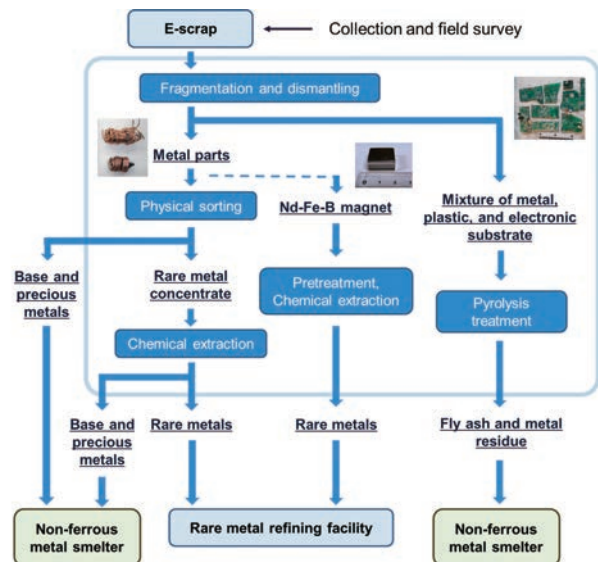 E-scrap
Collection and field survey
Fragmentation and dismantling
Metal parts
Physical sorting
Nd-Fe-B magnet
Mixture of metal,
plastic, and electronic
substrate
Base and
precious
metals
Rare metal
concentrate
Pretreatment,
Chemical extraction
Pyrolysis
treatment
Chemical extraction
Base and
precious
metals
Rare metals
Rare metals
Fly ash and metal
residue
Non-ferrous
metal smelter
Rare metal refining facility
Non-ferrous
metal smelter